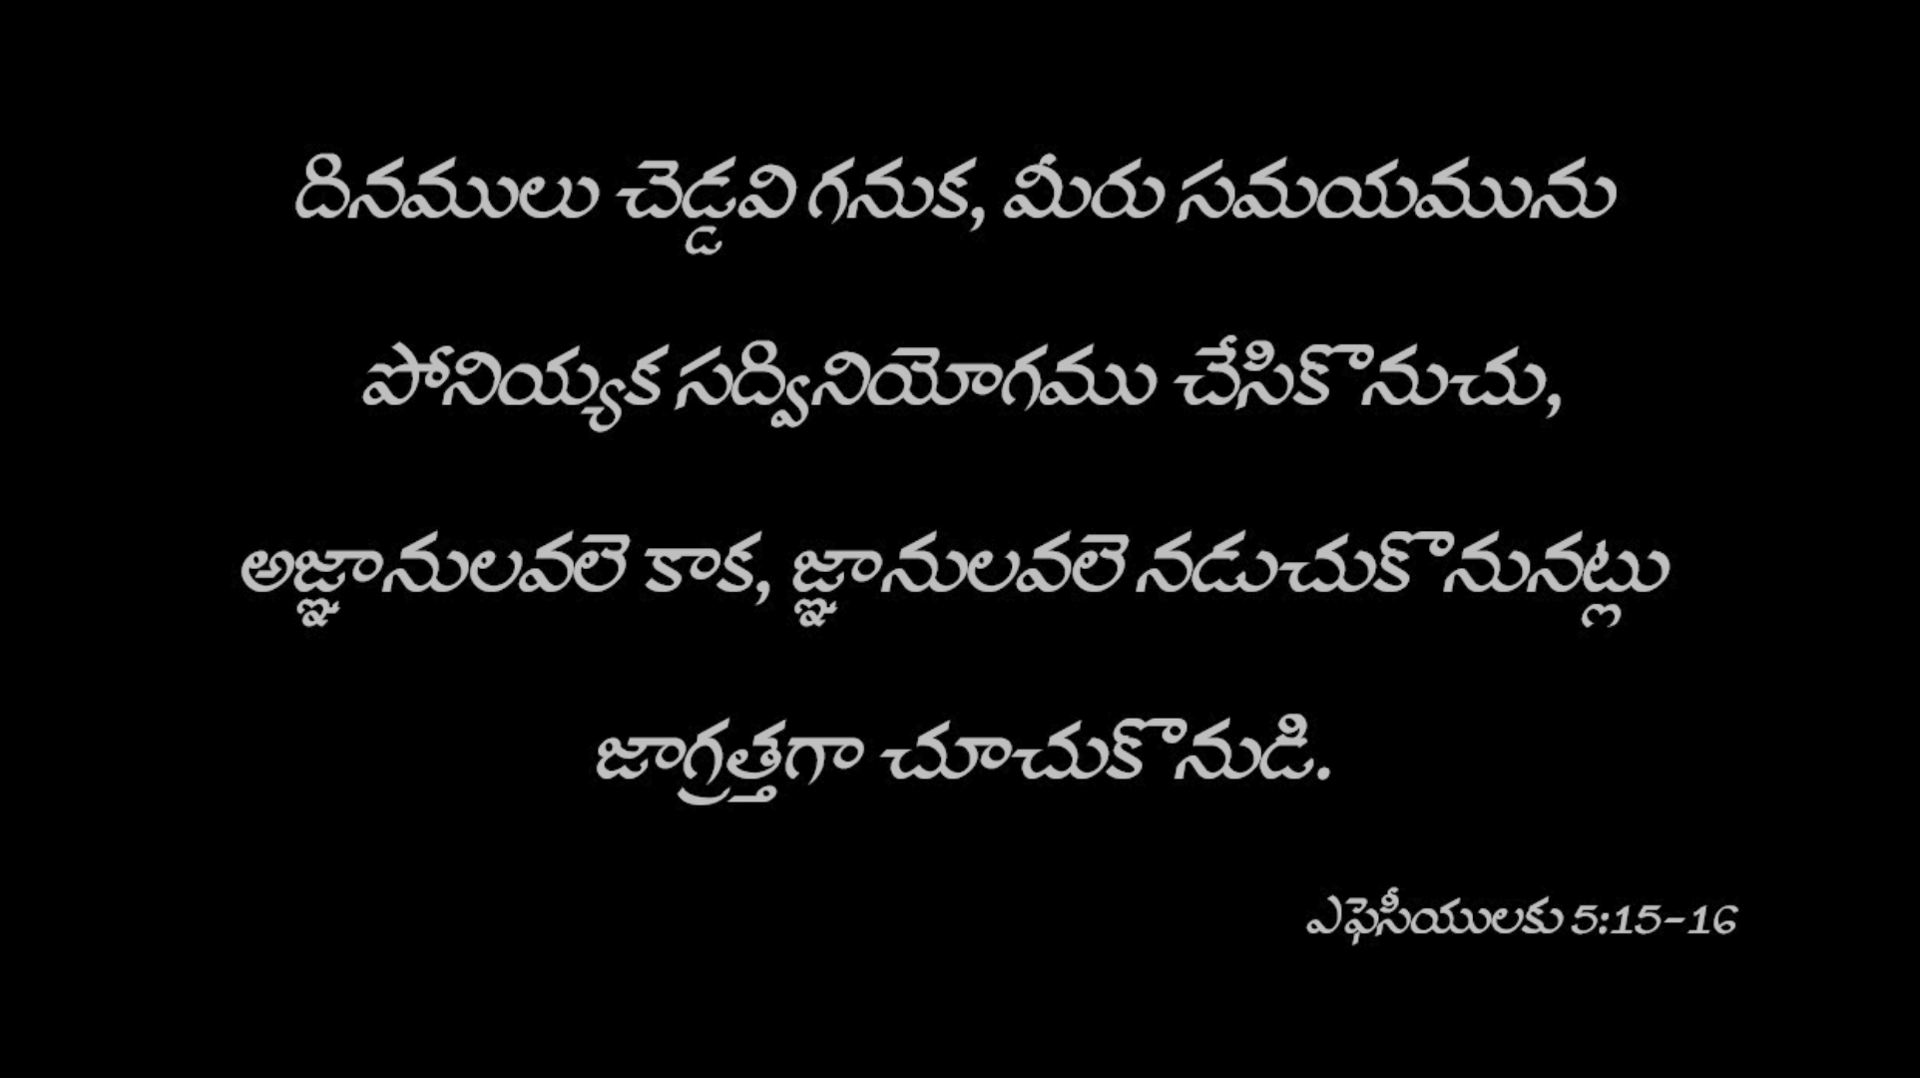 దినములు చెడ్డవి గనుక, మీరు సమయమును
పోనియ్యక సద్వినియోగము చేసికొనుచు,
అజ్ఞానులవలె కాక, జ్ఞానులవలె నడుచుకొనునట్లు
జాగ్రత్తగా చూచుకొనుడి.
ఎఫెసీయులకు 5:15-16